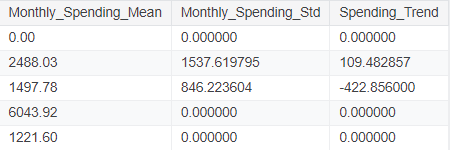 Monthly_Spending_Mean Monthly_Spending_Std Spending_Trend
0.00 0.000000 0.000000
2488.03 1537.619795 109.482857
1497.78 846.223604 -422.856000
6043.92 0.000000 0.000000
1221.60 0.000000 0.000000